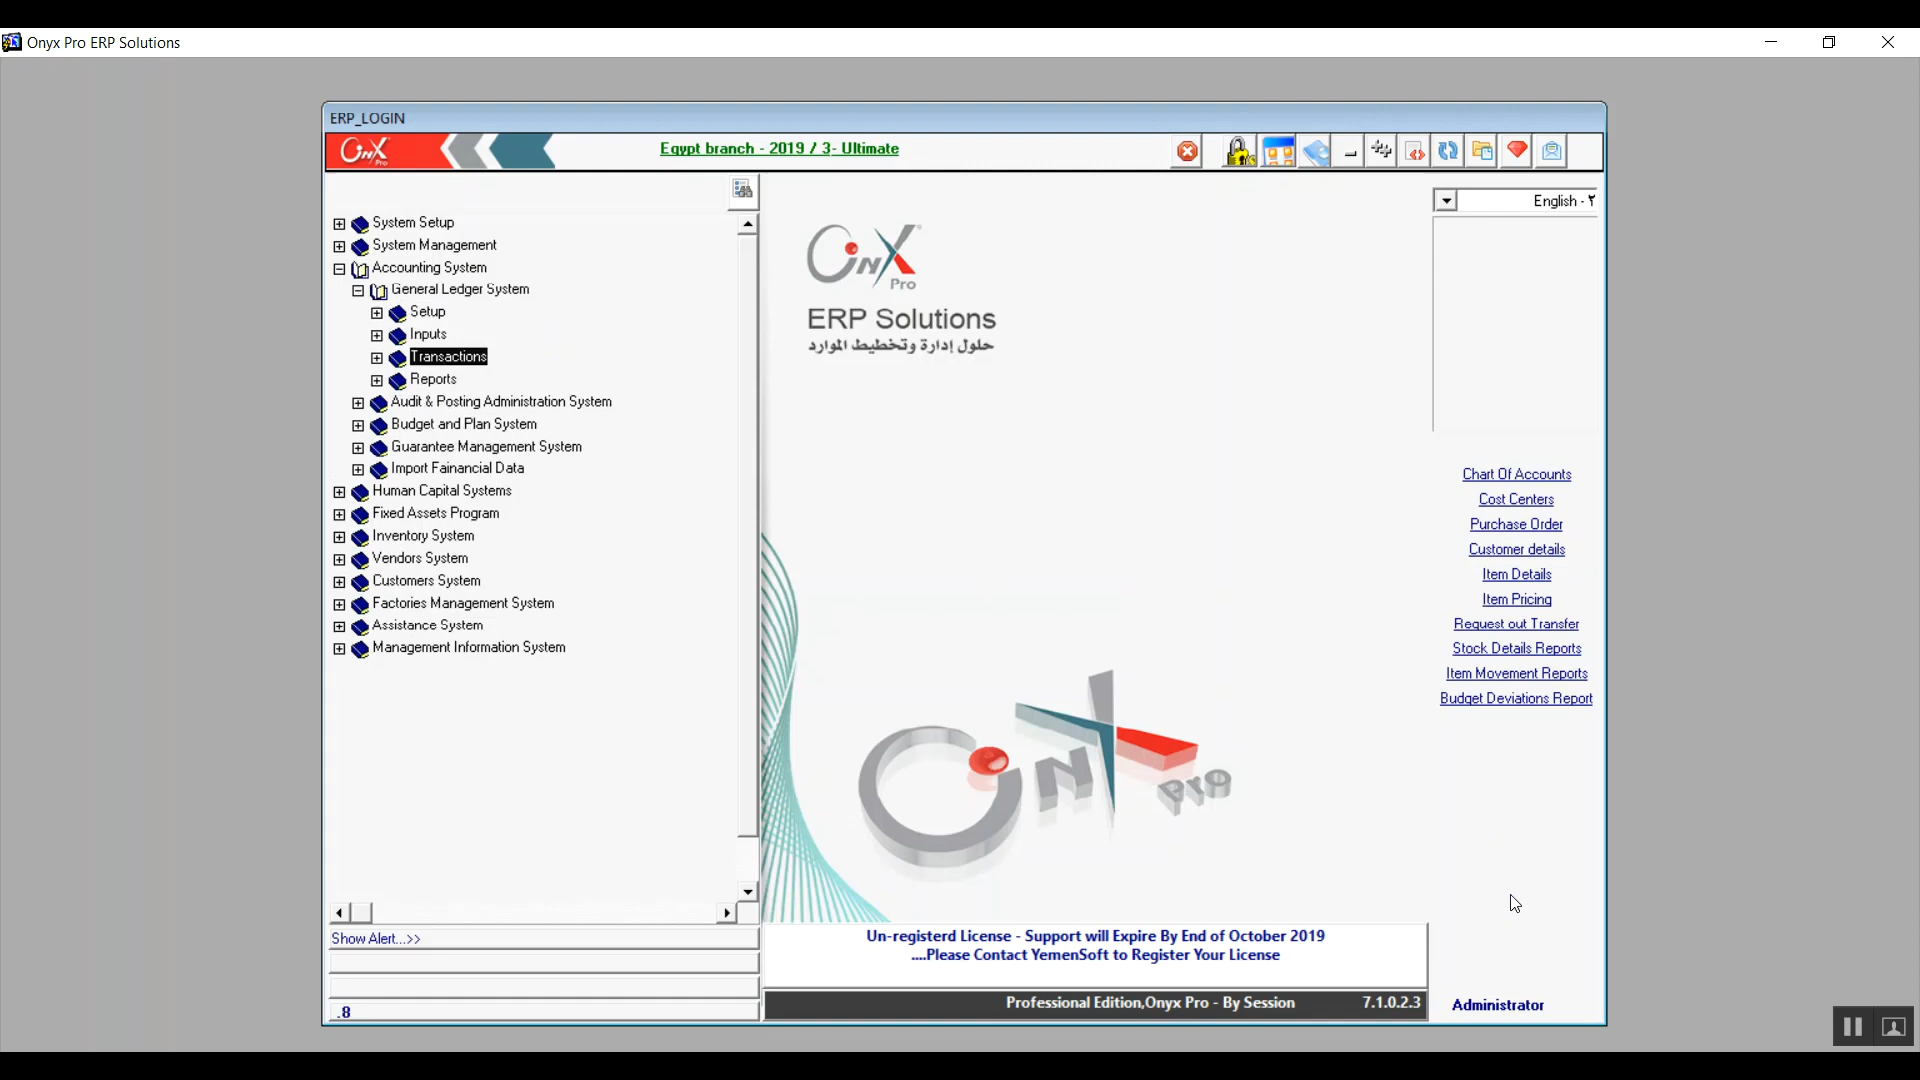 Onyx Pro ERP Solutions
ERP_LOGIN
OnX Pro
Egypt branch - 2019 / 3- Ultimate
English - ٢
System Setup
System Management
Accounting System
General Ledger System
Setup
Inputs
Transactions
Reports
Audit & Posting Administration System
Budget and Plan System
Guarantee Management System
Import Fainancial Data
Human Capital Systems
Fixed Assets Program
Inventory System
Vendors System
Customers System
Factories Management System
Assistance System
Management Information System
Show Alert...>>
.8
OnX Pro
ERP Solutions
حلول إدارة وتخطيط الموارد
OnX Pro
Un-registerd License - Support will Expire By End of October 2019
....Please Contact YemenSoft to Register Your License
Professional Edition,Onyx Pro - By Session 7.1.0.2.3
Chart Of Accounts
Cost Centers
Purchase Order
Customer details
Item Details
Item Pricing
Request out Transfer
Stock Details Reports
Item Movement Reports
Budget Deviations Report
Administrator